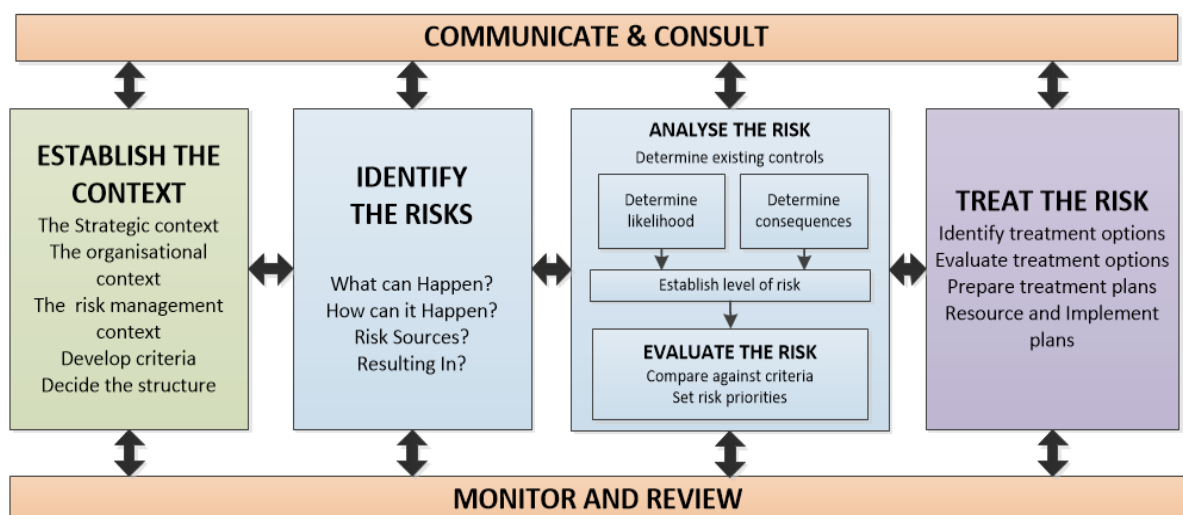 COMMUNICATE & CONSULT
ESTABLISH THE
CONTEXT
The Strategic context
The organisational
context
The risk management
context
Develop criteria
Decide the structure
IDENTIFY
THE RISKS
What can Happen?
How can it Happen?
Risk Sources?
Resulting In?
ANALYSE THE RISK
Determine existing controls
Determine
likelihood
Determine
consequences
Establish level of risk
EVALUATE THE RISK
Compare against criteria
Set risk priorities
TREAT THE RISK
Identify treatment options
Evaluate treatment options
Prepare treatment plans
Resource and Implement
plans
MONITOR AND REVIEW